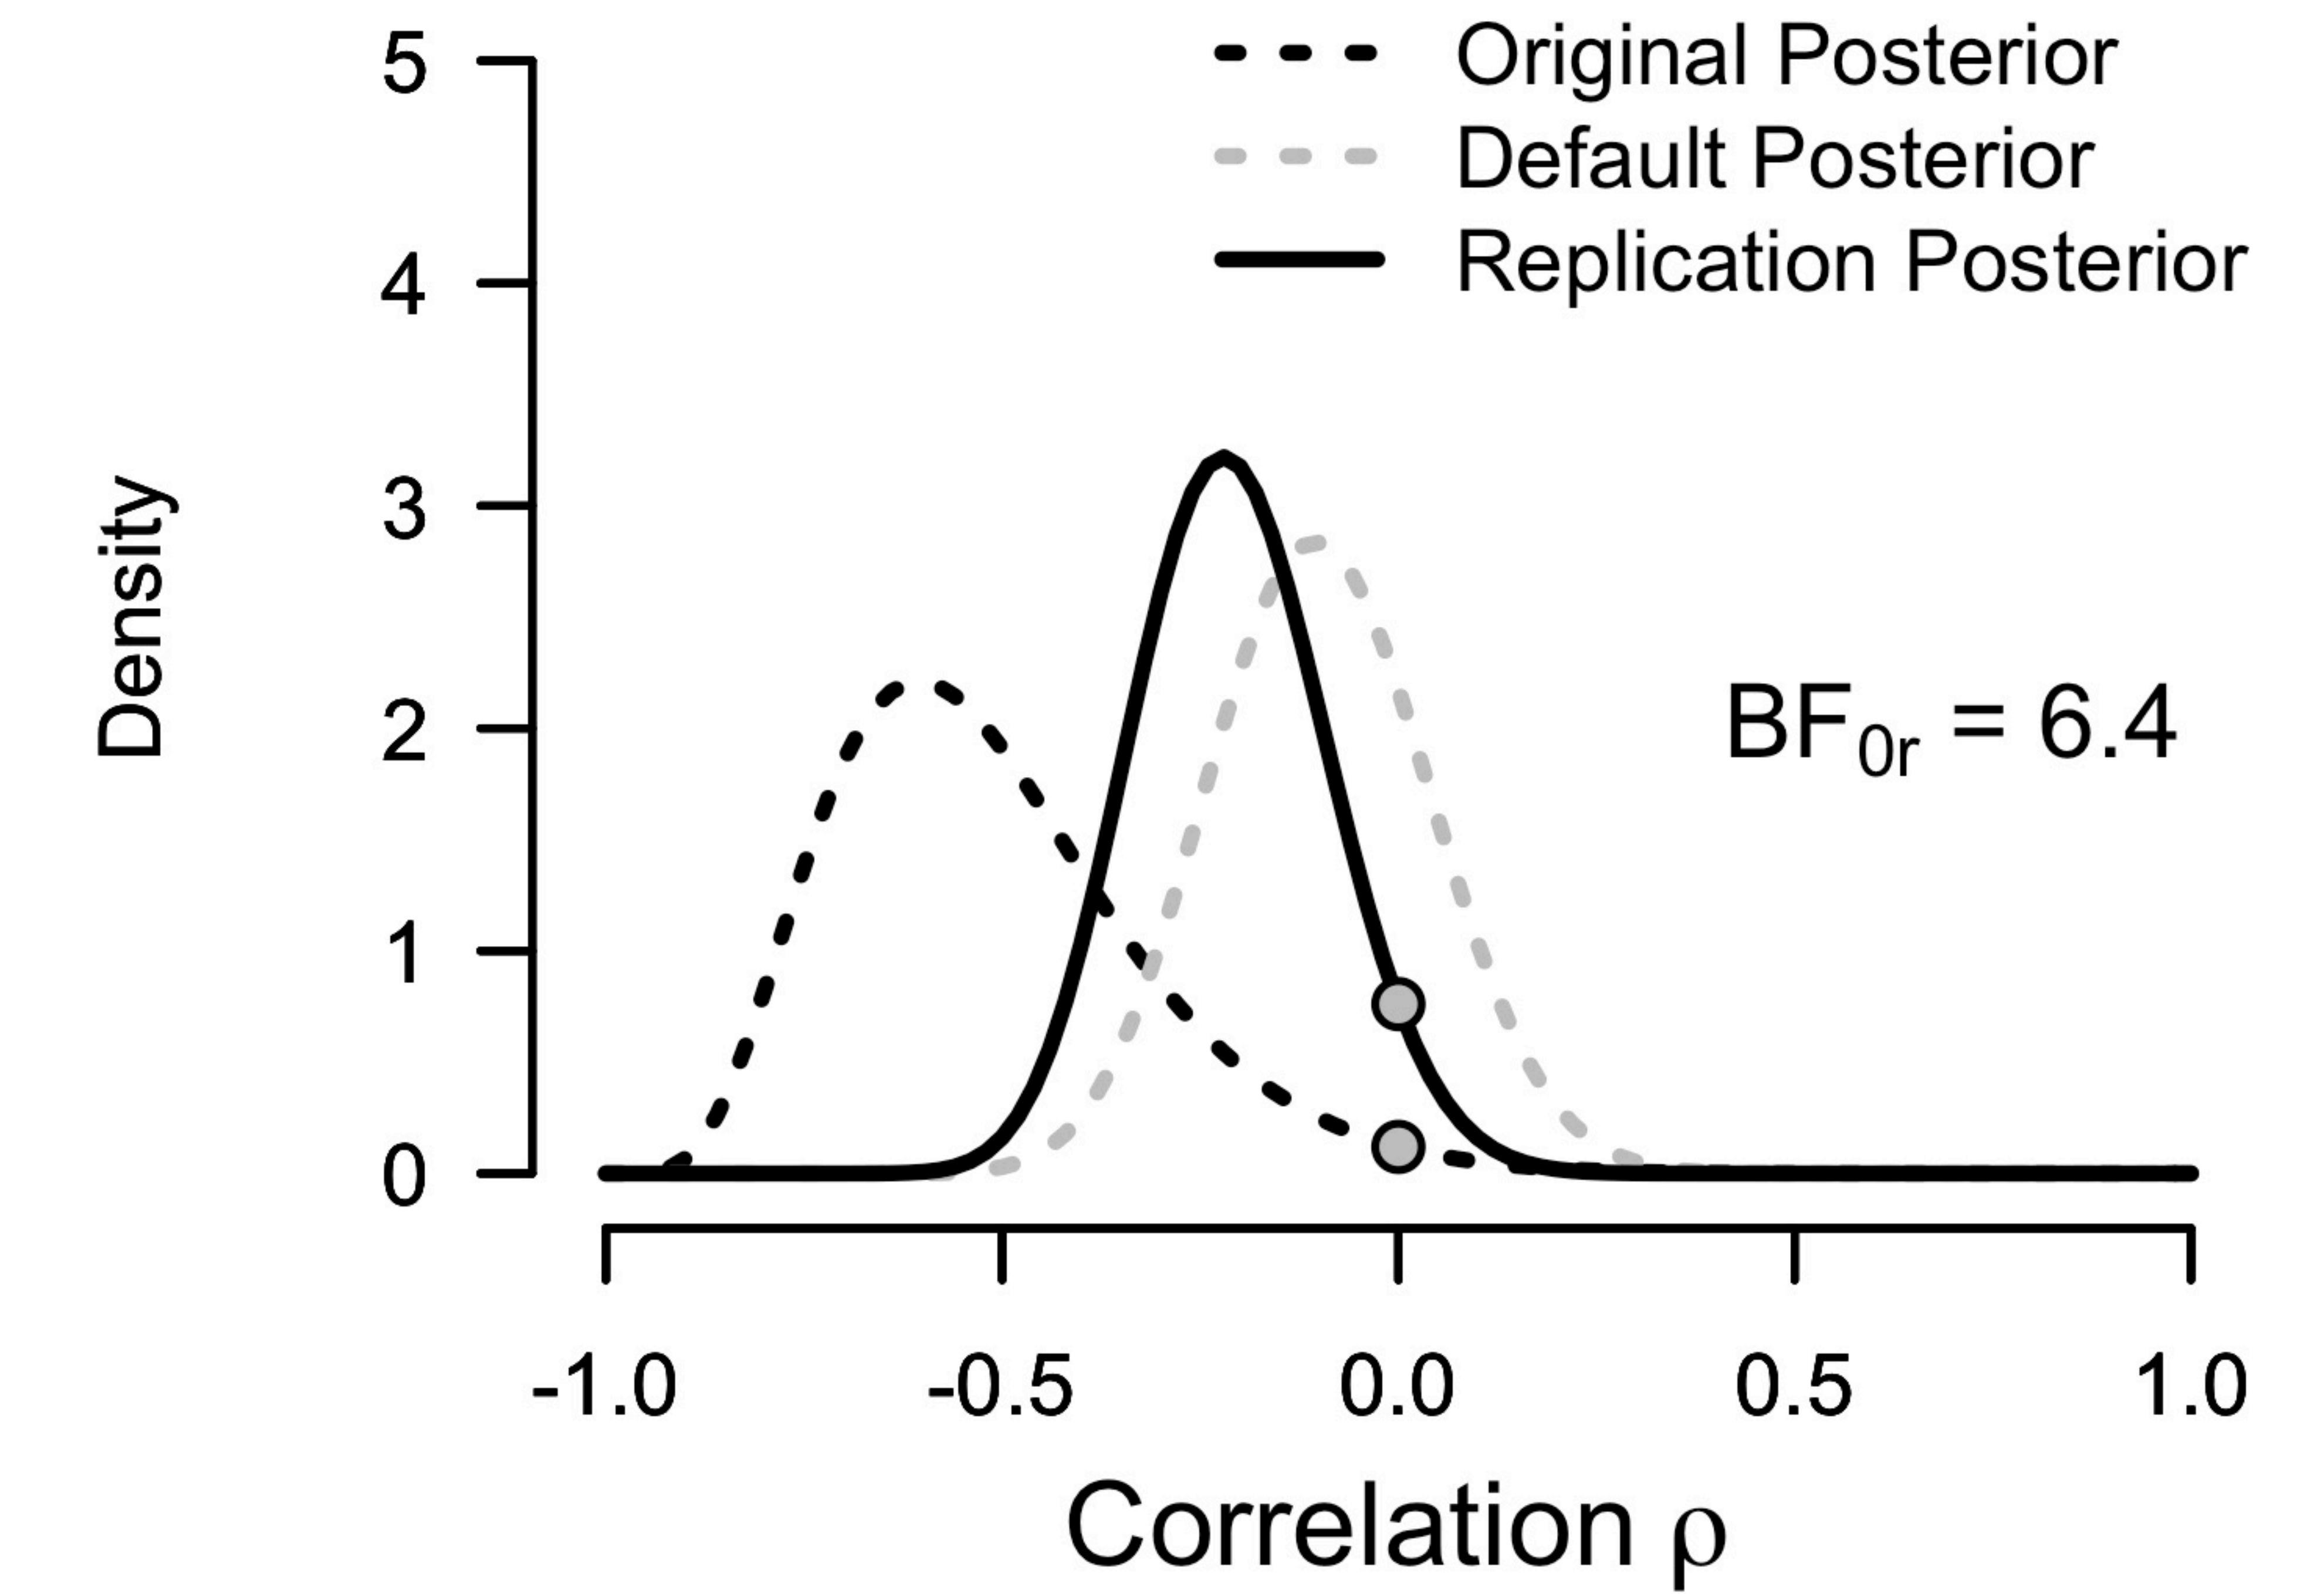 Original Posterior
Default Posterior
Replication Posterior
5
4
3
2
1
0
Density
BF0r = 6.4
-1.0 -0.5 0.0 0.5 1.0
Correlation ρ